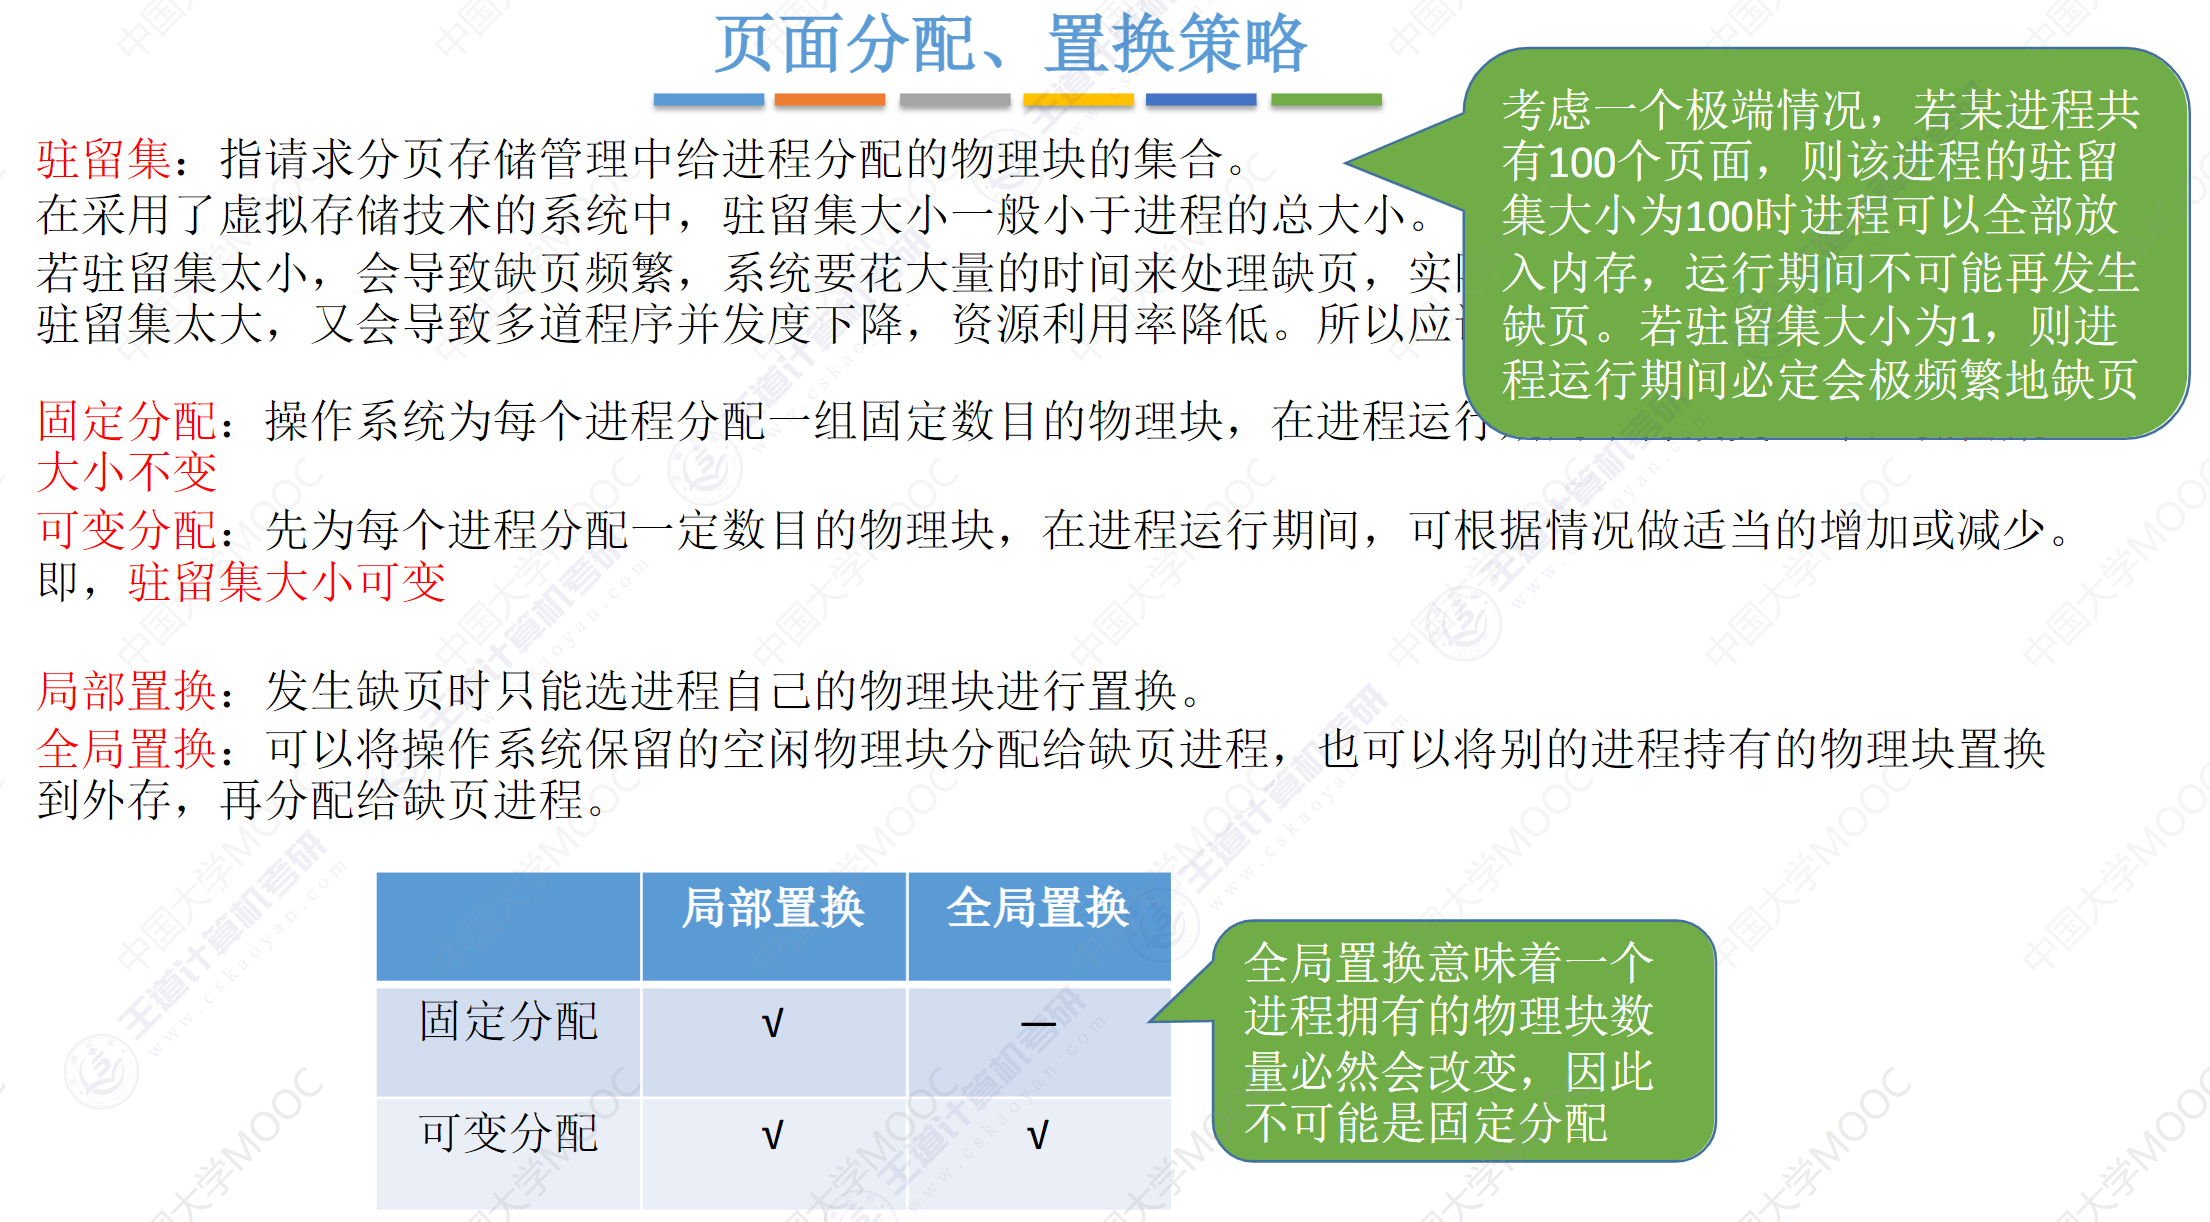 页面分配、置换策略
驻留集：指请求分页存储管理中给进程分配的物理块的集合。
在采用了虚拟存储技术的系统中，驻留集大小一般小于进程的总大小。
若驻留集太小，会导致缺页频繁，系统要花大量的时间来处理缺页，实
驻留集太大，又会导致多道程序并发度下降，资源利用率降低。所以应
考虑一个极端情况，若某进程共
有100个页面，则该进程的驻留
集大小为100时进程可以全部放
入内存，运行期间不可能再发生
缺页。若驻留集大小为1，则进
程运行期间必定会极频繁地缺页
固定分配：操作系统为每个进程分配一组固定数目的物理块，在进程运行
大小不变
可变分配：先为每个进程分配一定数目的物理块，在进程运行期间，可根据情况做适当的增加或减少。
即，驻留集大小可变
局部置换：发生缺页时只能选进程自己的物理块进行置换。
全局置换：可以将操作系统保留的空闲物理块分配给缺页进程，也可以将别的进程持有的物理块置换
到外存，再分配给缺页进程。
局部置换 全局置换
固定分配 √ —
可变分配 √ √
全局置换意味着一个
进程拥有的物理块数
量必然会改变，因此
不可能是固定分配
中国大学MOOC
王道计算机考研
www.cskaoyan.com